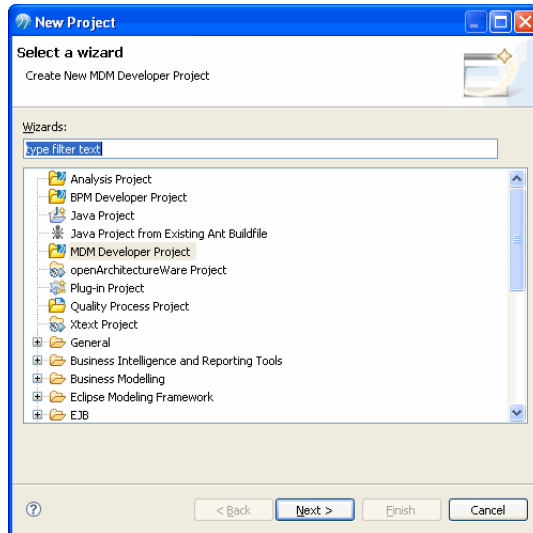 New Project
Select a wizard
Create New MDM Developer Project
Wizards:
type filter text
Analysis Project
BPM Developer Project
Java Project
Java Project from Existing Ant Buildfile
MDM Developer Project
openArchitectureWare Project
Plug-in Project
Quality Process Project
Xtext Project
General
Business Intelligence and Reporting Tools
Business Modelling
Eclipse Modeling Framework
EJB
< Back Next > Finish Cancel